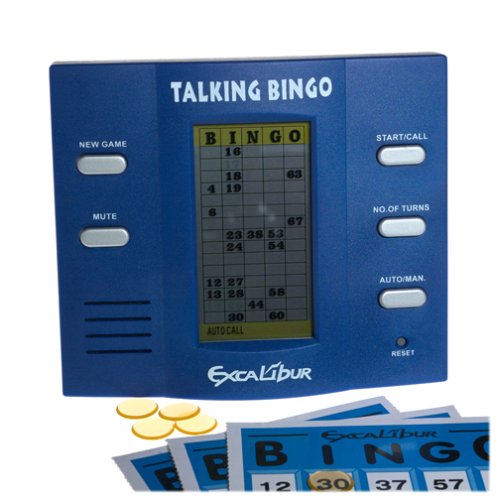 TALKING BINGO
NEW GAME
MUTE
START/CALL
NO.OF TURNS
AUTO/MAN.
RESET
B I N G O
16
18 63
4 19
6
67
23 38 53
24 54
12 27
13 28 58
44
30 60
AUTO CALL
EXCALIBUR
EXCALIBUR
B I N G
12 30 37 57